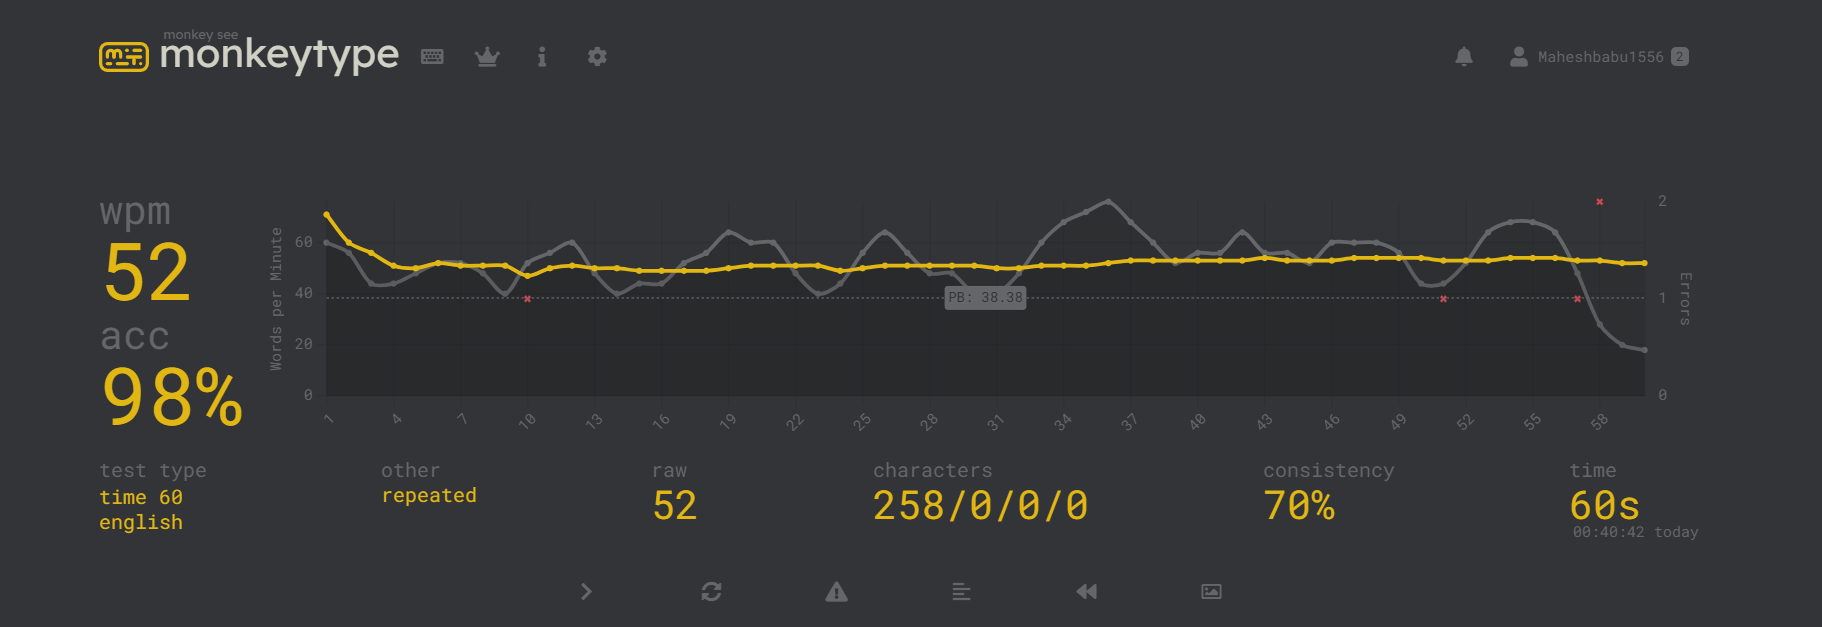 monkey see
monkeytype
Maheshbabu1556 2
wpm
52
acc
98%
Words per Minute
60
40
20
0
PB: 38.38
2
1
0
Errors
1 4 7 10 13 16 19 22 25 28 31 34 37 40 43 46 49 52 55 58
test type
time 60
english
other
repeated
raw
52
characters
258/0/0/0
consistency
70%
time
60s
00:40:42 today